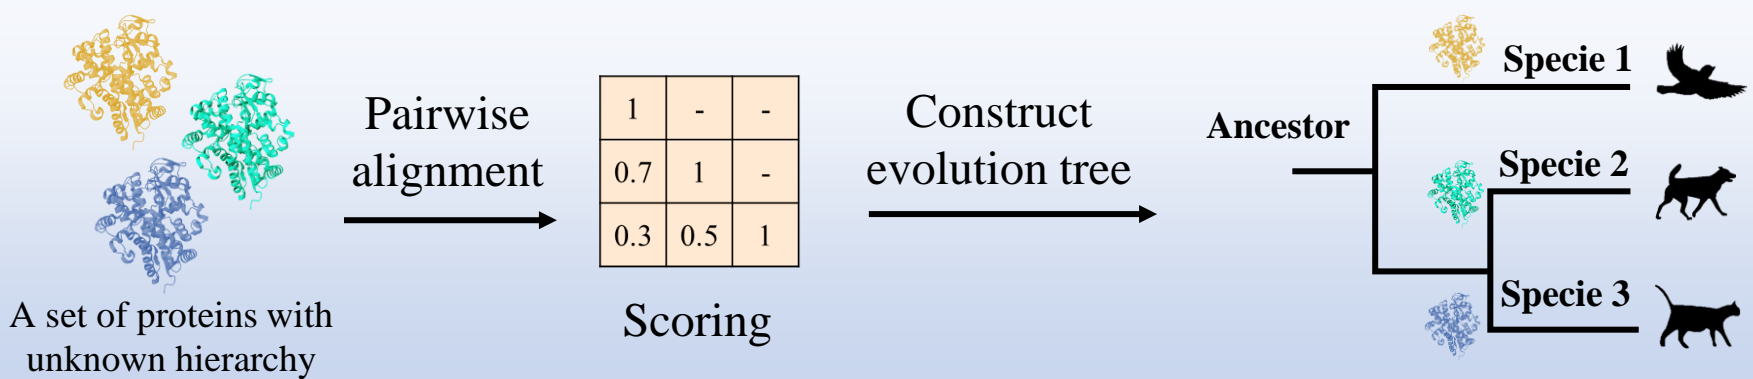 A set of proteins with
unknown hierarchy
Pairwise
alignment
1 - -
0.7 1 -
0.3 0.5 1
Scoring
Construct
evolution tree
Ancestor
Specie 1
Specie 2
Specie 3